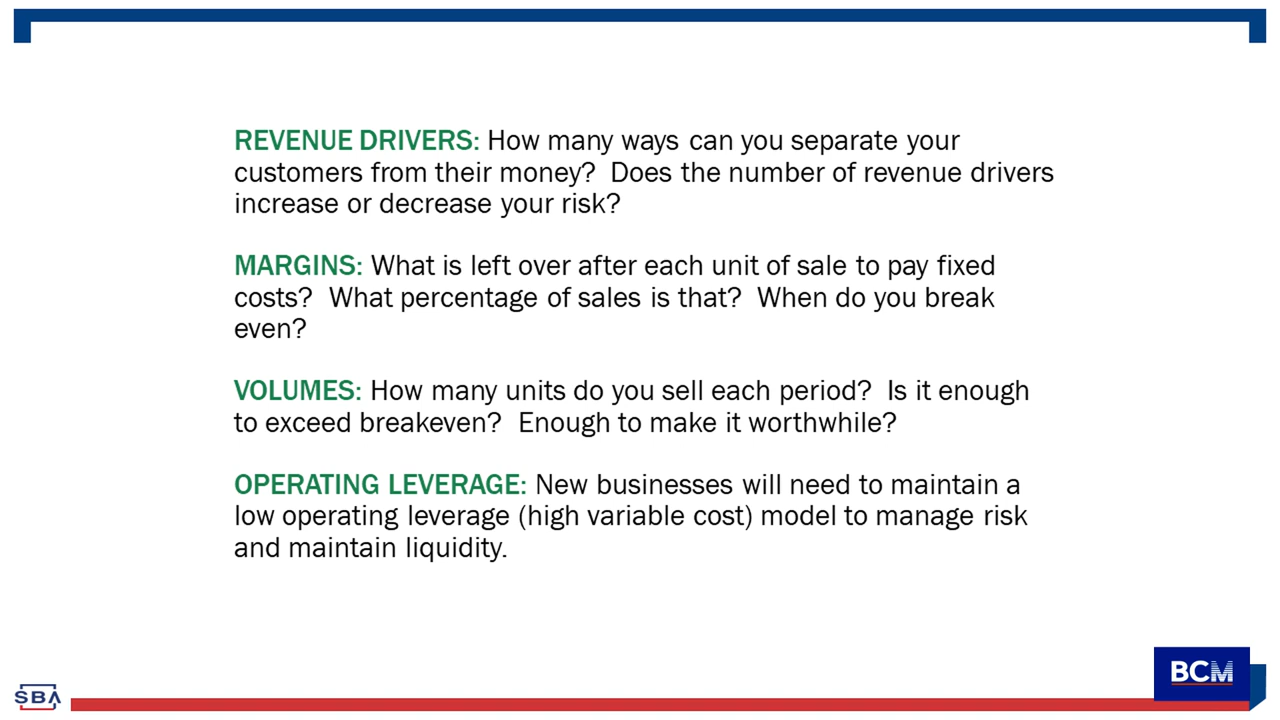 REVENUE DRIVERS: How many ways can you separate your
customers from their money?  Does the number of revenue drivers
increase or decrease your risk?
MARGINS: What is left over after each unit of sale to pay fixed
costs?  What percentage of sales is that?  When do you break
even?
VOLUMES: How many units do you sell each period?  Is it enough
to exceed breakeven?  Enough to make it worthwhile?
OPERATING LEVERAGE: New businesses will need to maintain a
low operating leverage (high variable cost) model to manage risk
and maintain liquidity.
SBA
BCM